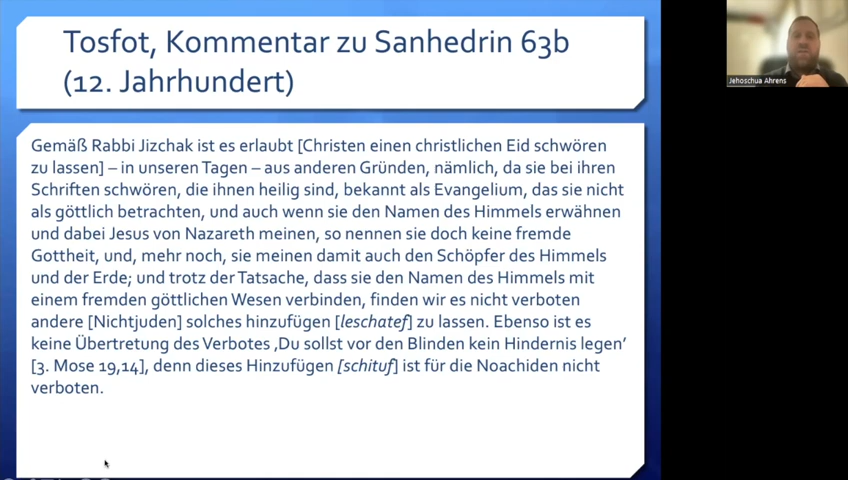 Tosfot, Kommentar zu Sanhedrin 63b
(12. Jahrhundert)
Jehoschua Ahrens
Gemäß Rabbi Jizchak ist es erlaubt [Christen einen christlichen Eid schwören
zu lassen] – in unseren Tagen – aus anderen Gründen, nämlich, da sie bei ihren
Schriften schwören, die ihnen heilig sind, bekannt als Evangelium, das sie nicht
als göttlich betrachten, und auch wenn sie den Namen des Himmels erwähnen
und dabei Jesus von Nazareth meinen, so nennen sie doch keine fremde
Gottheit, und, mehr noch, sie meinen damit auch den Schöpfer des Himmels
und der Erde; und trotz der Tatsache, dass sie den Namen des Himmels mit
einem fremden göttlichen Wesen verbinden, finden wir es nicht verboten
andere [Nichtjuden] solches hinzufügen [leschatef] zu lassen. Ebenso ist es
keine Übertretung des Verbotes ‚Du sollst vor den Blinden kein Hindernis legen'
[3. Mose 19,14], denn dieses Hinzufügen [schituf] ist für die Noachiden nicht
verboten.